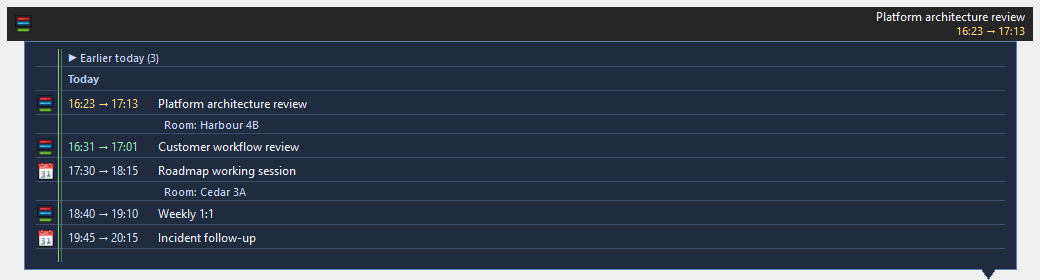 Platform architecture review
16:23 → 17:13
▶ Earlier today (3)
Today
16:23 → 17:13 Platform architecture review
Room: Harbour 4B
16:31 → 17:01 Customer workflow review
31 17:30 → 18:15 Roadmap working session
Room: Cedar 3A
18:40 → 19:10 Weekly 1:1
31 19:45 → 20:15 Incident follow-up